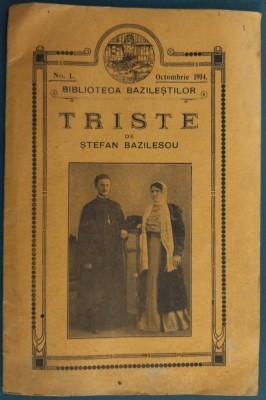 No. 1.
Octombrie 1914.
BIBLIOTECA BAZILEȘTILOR
TRISTE
DE
ȘTEFAN BAZILESCU